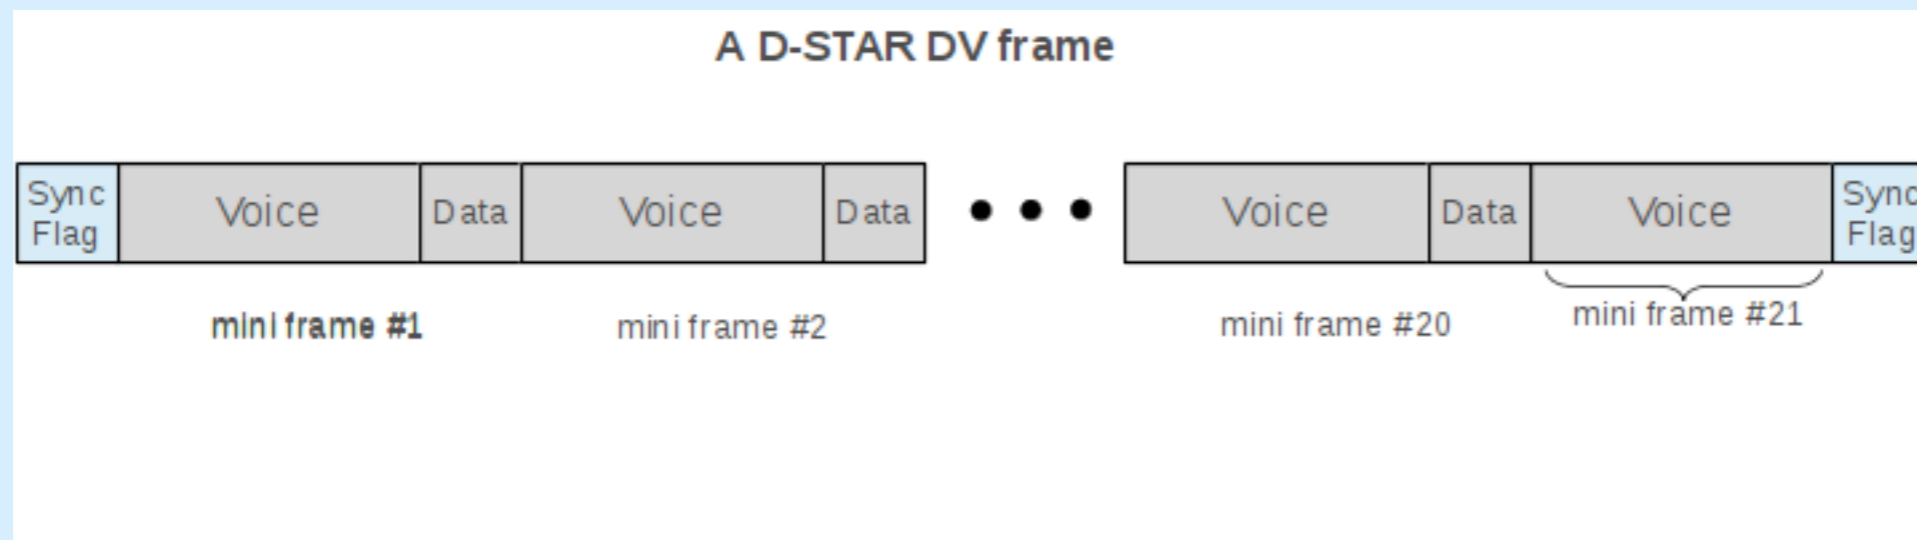 A D-STAR DV frame
Sync
Flag
Voice
Data
Voice
Data
Voice
Data
Voice
Sync
Flag
mini frame #1
mini frame #2
mini frame #20
mini frame #21